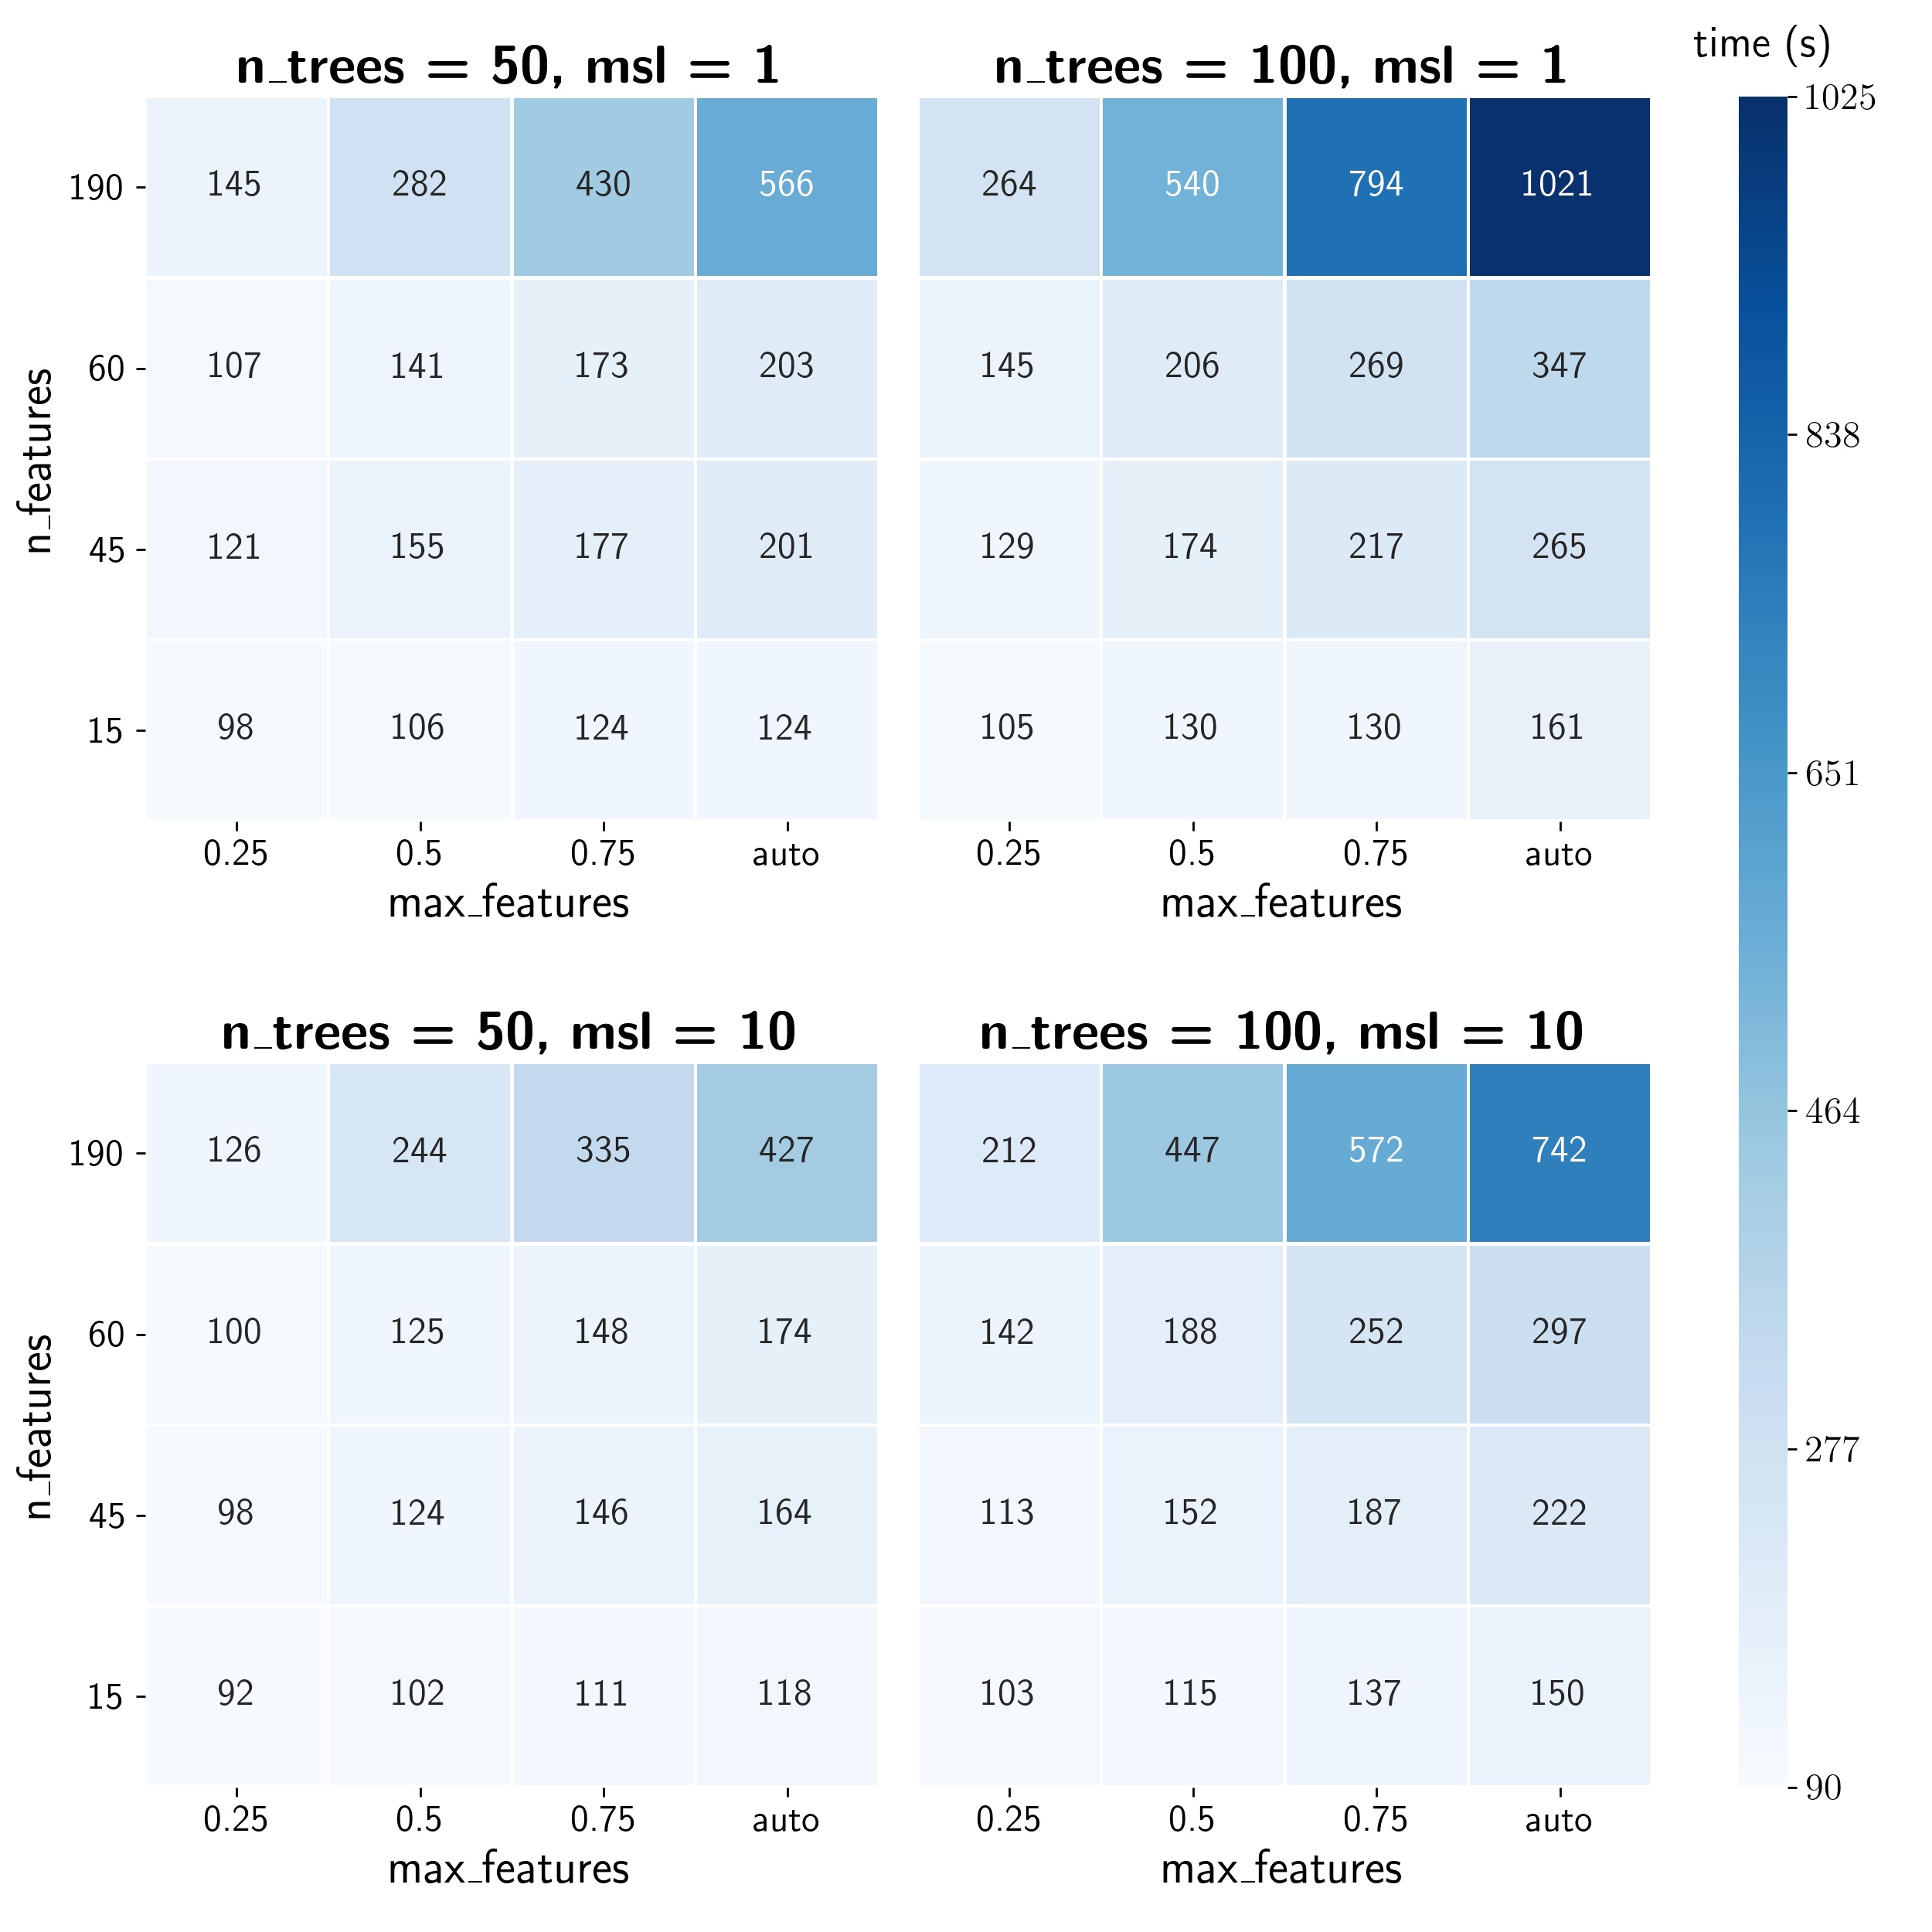 time (s)
n_trees = 50, msl = 1
n_trees = 100, msl = 1
1025
190 145 282 430 566 264 540 794 1021
60 107 141 173 203 145 206 269 347
838
n_features
45 121 155 177 201 129 174 217 265
15 98 106 124 124 105 130 130 161
651
0.25 0.5 0.75 auto 0.25 0.5 0.75 auto
max_features max_features
n_trees = 50, msl = 10
n_trees = 100, msl = 10
464
190 126 244 335 427 212 447 572 742
60 100 125 148 174 142 188 252 297
n_features
277
45 98 124 146 164 113 152 187 222
15 92 102 111 118 103 115 137 150
90
0.25 0.5 0.75 auto 0.25 0.5 0.75 auto
max_features max_features